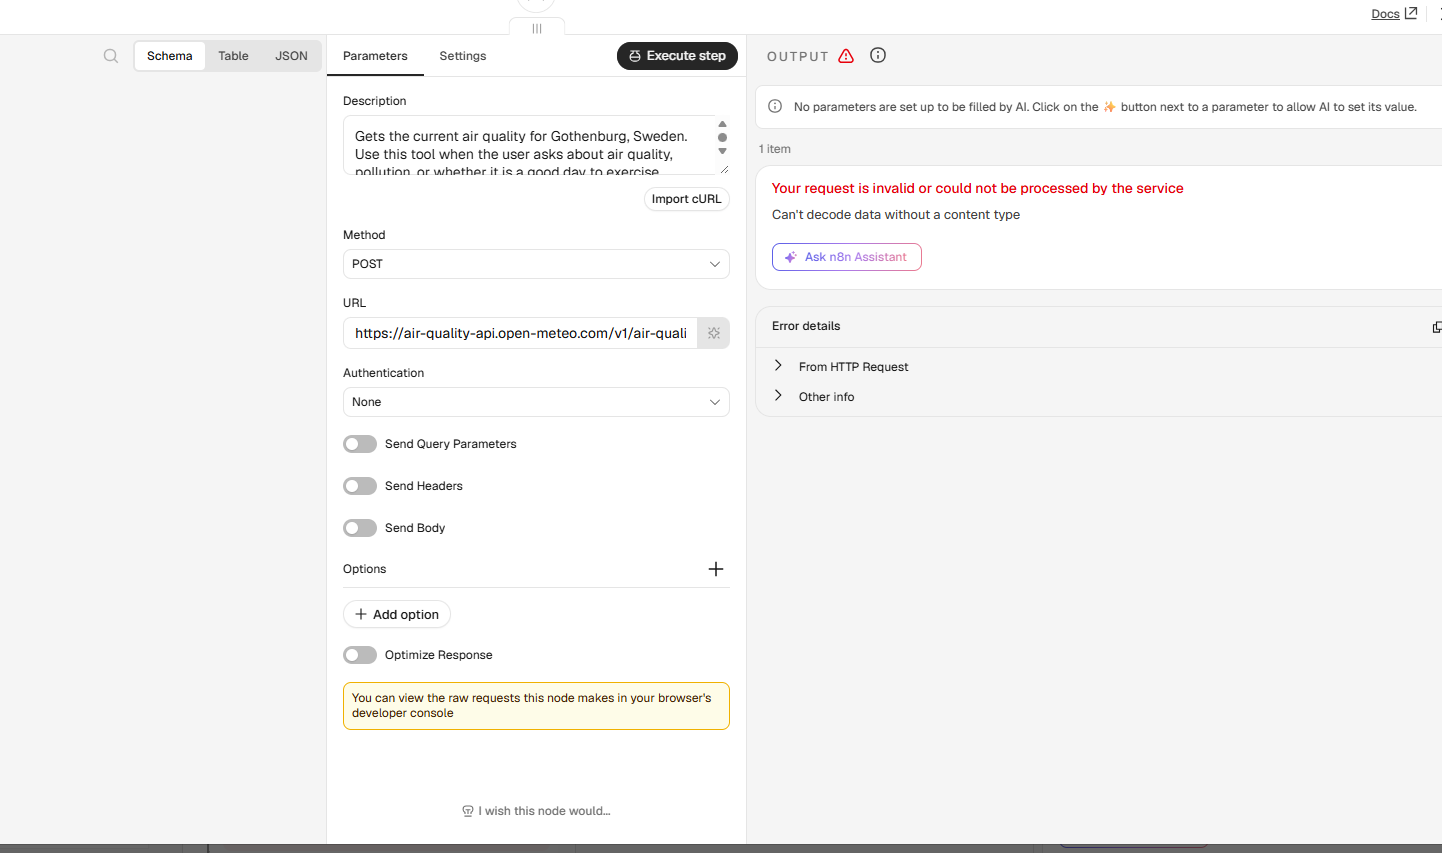 Docs
Schema
Table
JSON
Parameters
Settings
Execute step
OUTPUT
Description
Gets the current air quality for Gothenburg, Sweden.
Use this tool when the user asks about air quality,
pollution, or whether it is a good day to exercise
Import cURL
Method
POST
URL
https://air-quality-api.open-meteo.com/v1/air-quali
Authentication
None
Send Query Parameters
Send Headers
Send Body
Options
Add option
Optimize Response
You can view the raw requests this node makes in your browser's
developer console
I wish this node would...
No parameters are set up to be filled by AI. Click on the ✨ button next to a parameter to allow AI to set its value.
1 item
Your request is invalid or could not be processed by the service
Can't decode data without a content type
Ask n8n Assistant
Error details
From HTTP Request
Other info